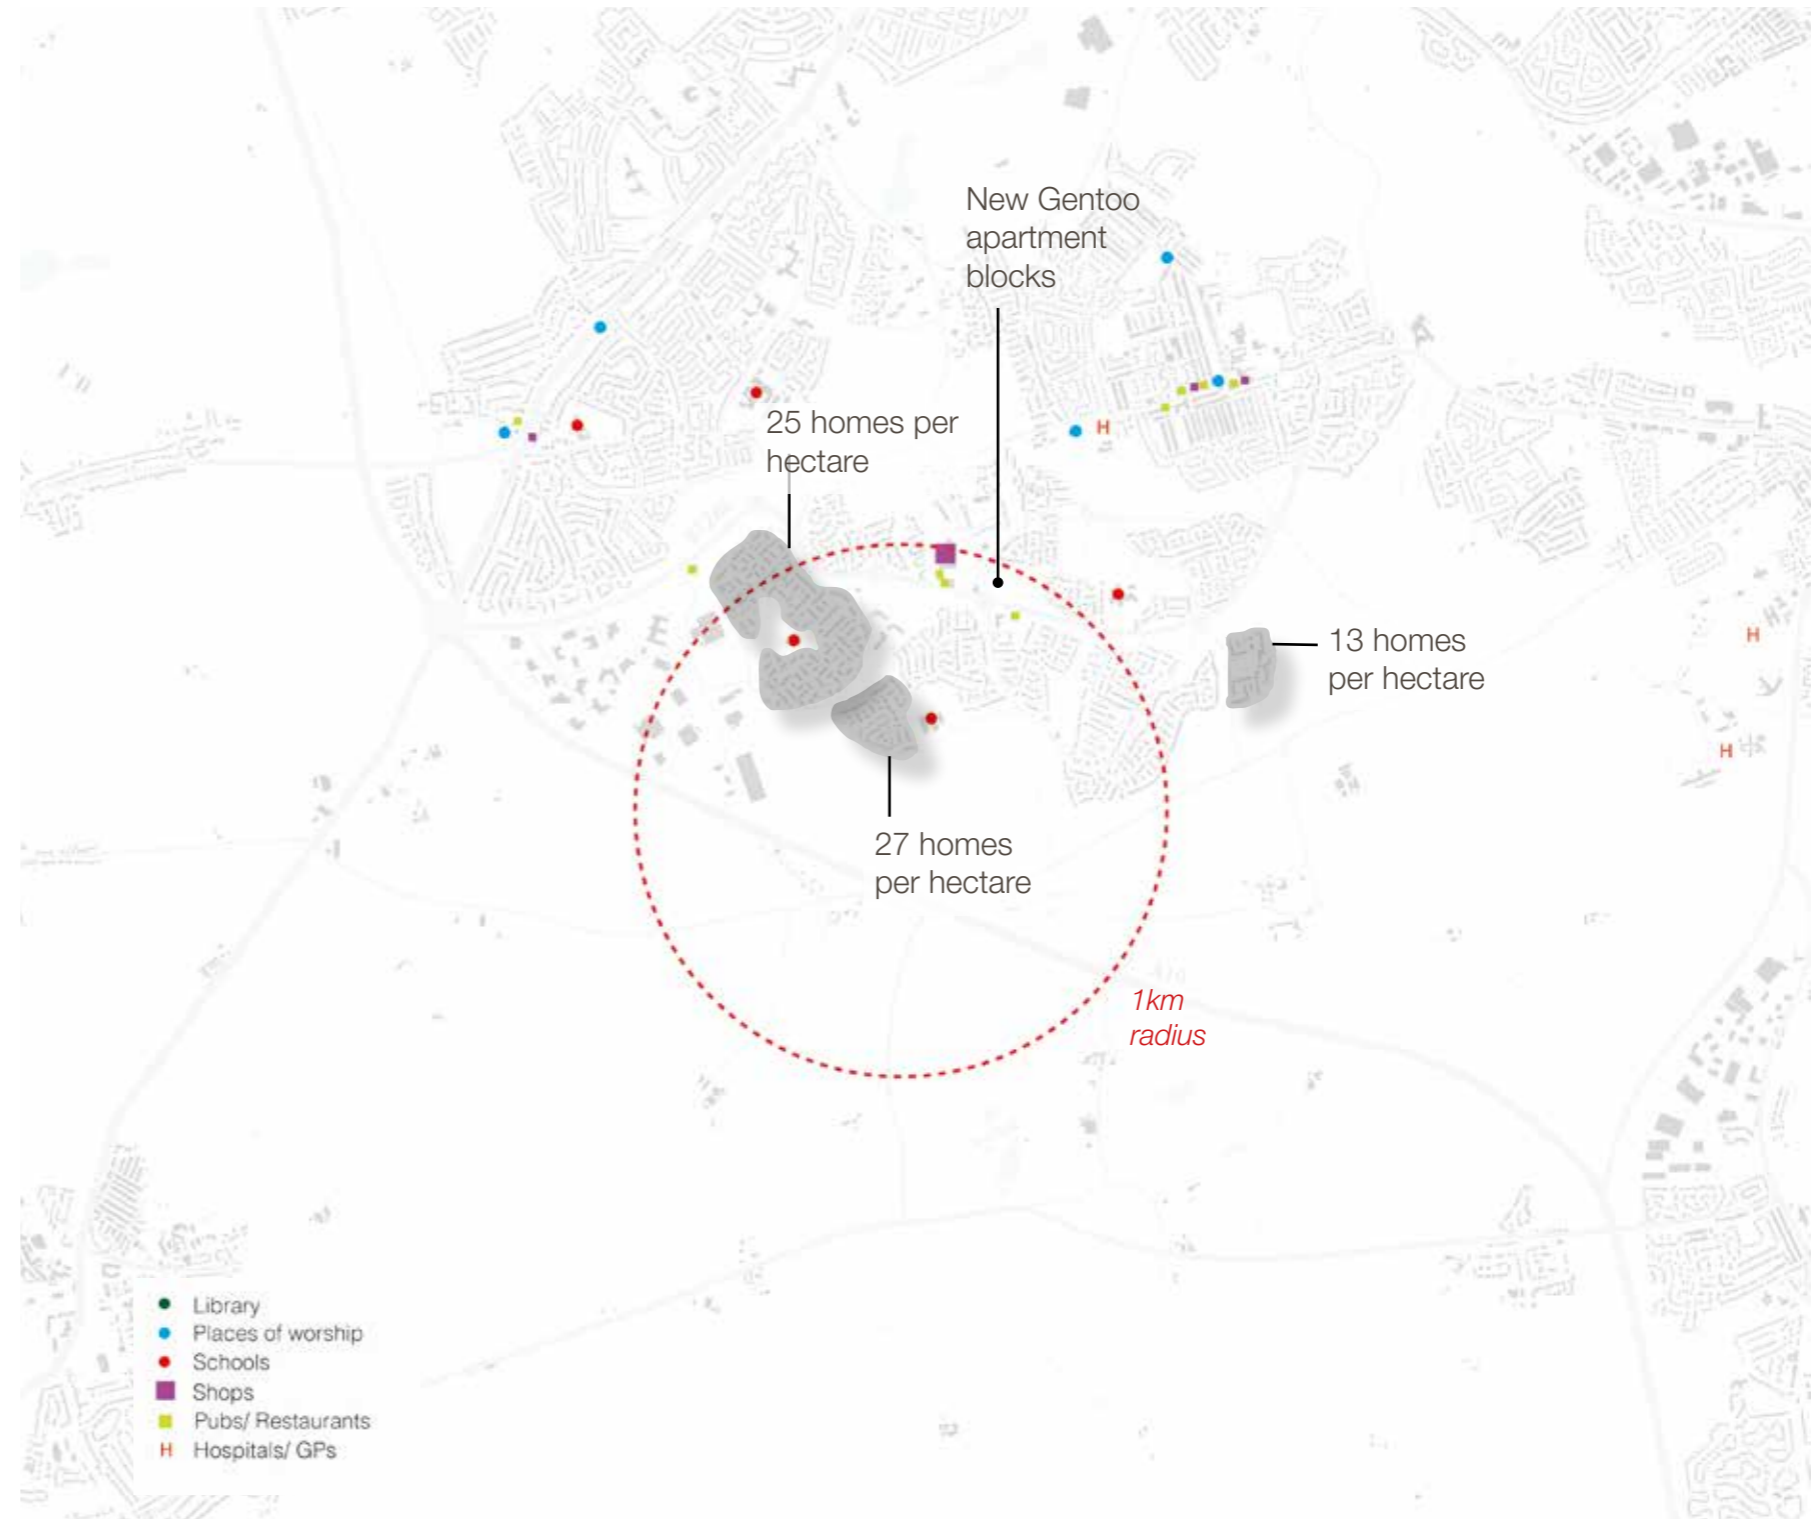 New Gentoo
apartment
blocks
H
25 homes per
hectare
13 homes
per hectare
H
H
27 homes
per hectare
1km
radius
Library
Places of worship
Schools
Shops
Pubs/ Restaurants
H Hospitals/ GPs